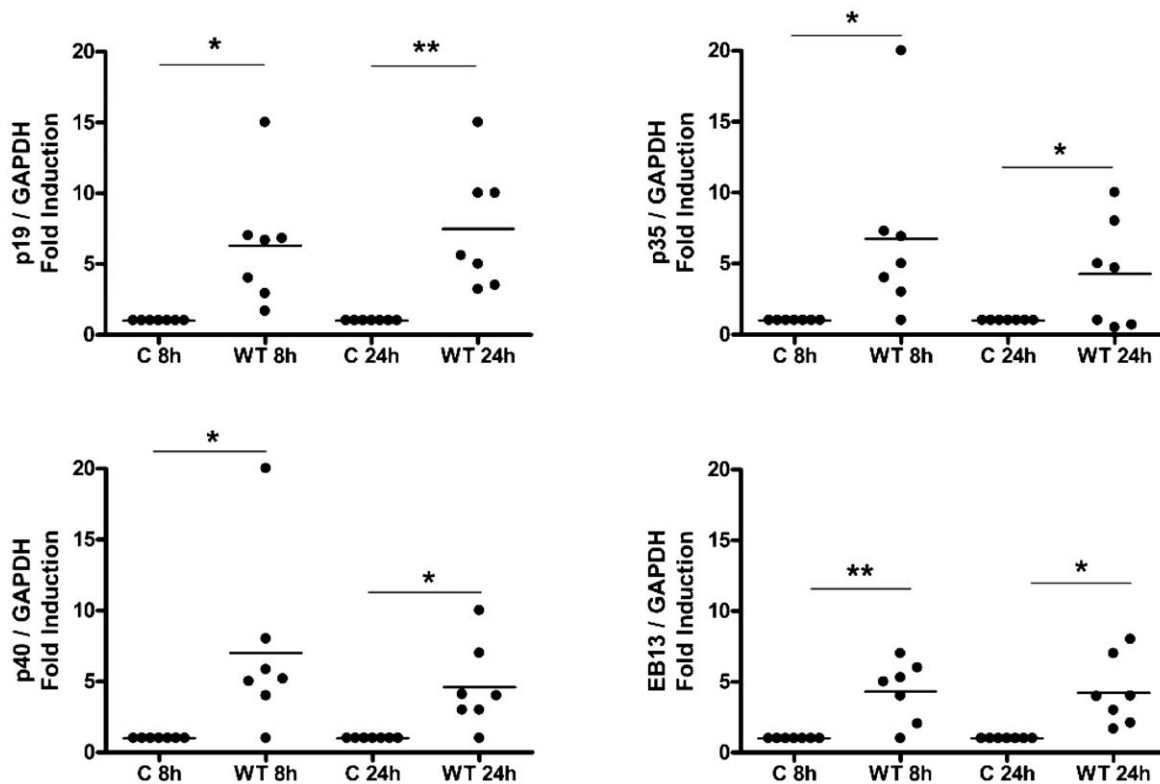 * **
20
15
10
5
0
p19 / GAPDH
Fold Induction
C 8h WT 8h C 24h WT 24h
*
*
20
15
10
5
0
p35 / GAPDH
Fold Induction
C 8h WT 8h C 24h WT 24h
*
*
20
15
10
5
0
p40 / GAPDH
Fold Induction
C 8h WT 8h C 24h WT 24h
** *
20
15
10
5
0
EB13 / GAPDH
Fold Induction
C 8h WT 8h C 24h WT 24h